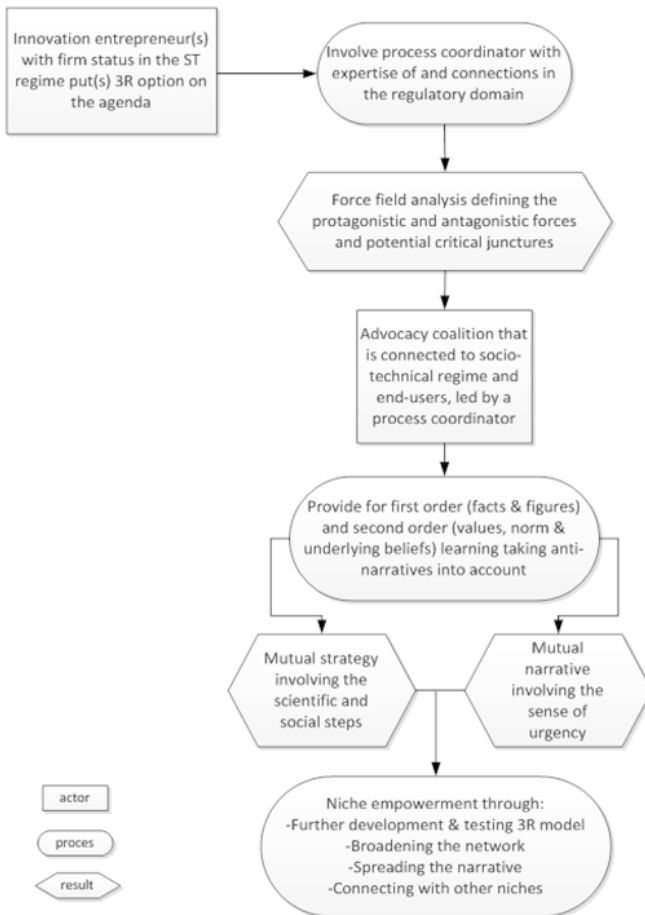 Innovation entrepreneur(s)
with firm status in the ST
regime put(s) 3R option on
the agenda
Involve process coordinator with
expertise of and connections in
the regulatory domain
Force field analysis defining the
protagonistic and antagonistic forces
and potential critical junctures
Advocacy coalition that
is connected to socio-
technical regime and
end-users, led by a
process coordinator
Provide for first order (facts & figures)
and second order (values, norm &
underlying beliefs) learning taking anti-
narratives into account
Mutual strategy
involving the
scientific and
social steps
Mutual
narrative
involving the
sense of
urgency
Niche empowerment through:
-Further development & testing 3R model
-Broadening the network
-Spreading the narrative
-Connecting with other niches
actor
proces
result